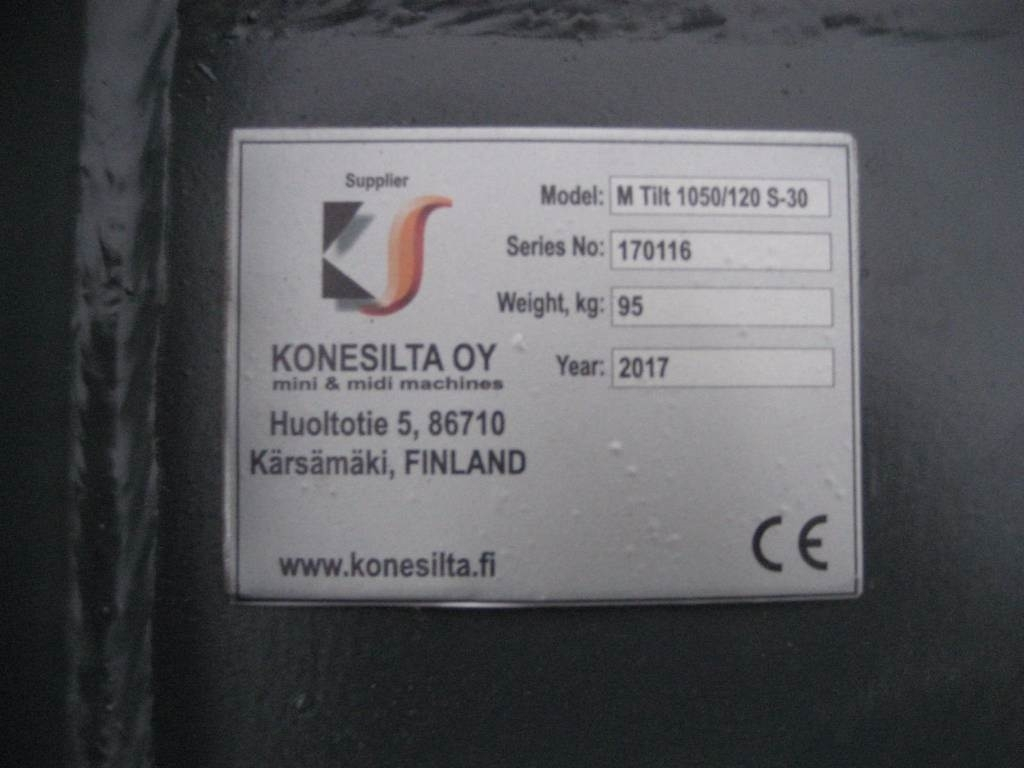 Supplier
KS
KONESILTA OY
mini & midi machines
Huoltotie 5, 86710
Kärsämäki, FINLAND
www.konesilta.fi
Model: M Tilt 1050/120 S-30
Series No: 170116
Weight, kg: 95
Year: 2017
CE